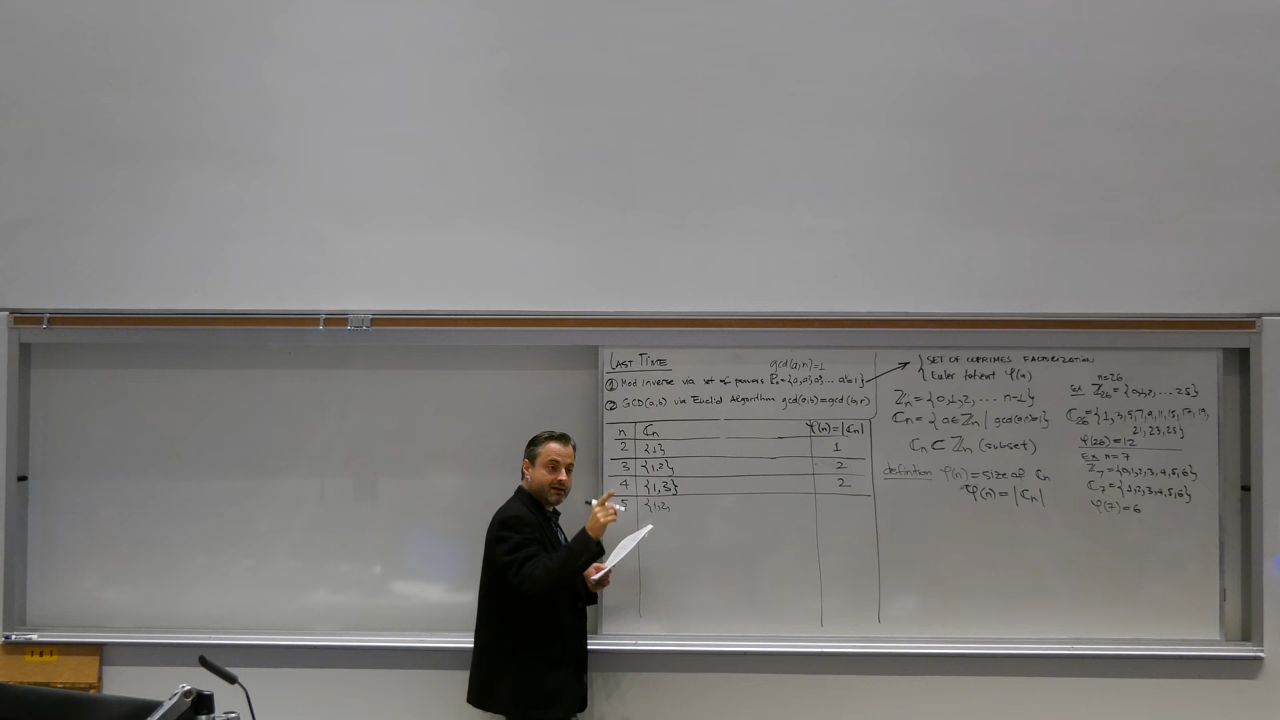 LAST TIME
gcd(a,n)=1
① Mod inverse via set of powers Pₐ={a,a²,a³,... aᵏ=1}
② GCD(a,b) via Euclid Algorithm gcd(a,b)=gcd(b,r)
n ℂn φ(n)=|ℂn|
2 {1} 1
3 {1,2} 2
4 {1,3} 2
5 {1,2,
SET OF COPRIMES FACTORIZATION
Euler totient φ(n)
ℤn={0,1,2,... n-1}
ℂn={a∈ℤn | gcd(a,n)=1}
ℂn⊂ℤn (subset)
definition φ(n)=size of ℂn
φ(n)=|ℂn|
n=26
Ex ℤ26={0,1,2,...25}
ℂ26={1,3,5,7,9,11,15,17,19,
21,23,25}
φ(26)=12
Ex n=7
ℤ7={0,1,2,3,4,5,6}
ℂ7={1,2,3,4,5,6}
φ(7)=6